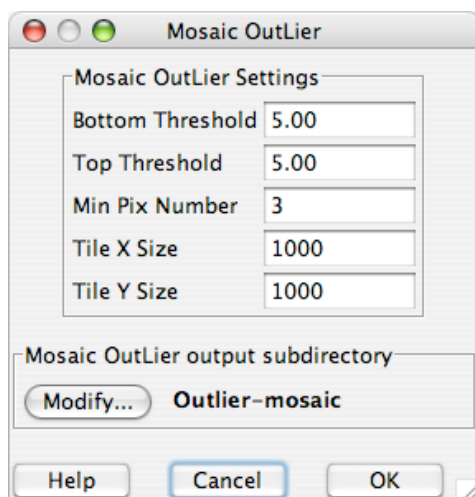 Mosaic OutLier
Mosaic OutLier Settings
Bottom Threshold 5.00
Top Threshold 5.00
Min Pix Number 3
Tile X Size 1000
Tile Y Size 1000
Mosaic OutLier output subdirectory
Modify... Outlier-mosaic
Help Cancel OK